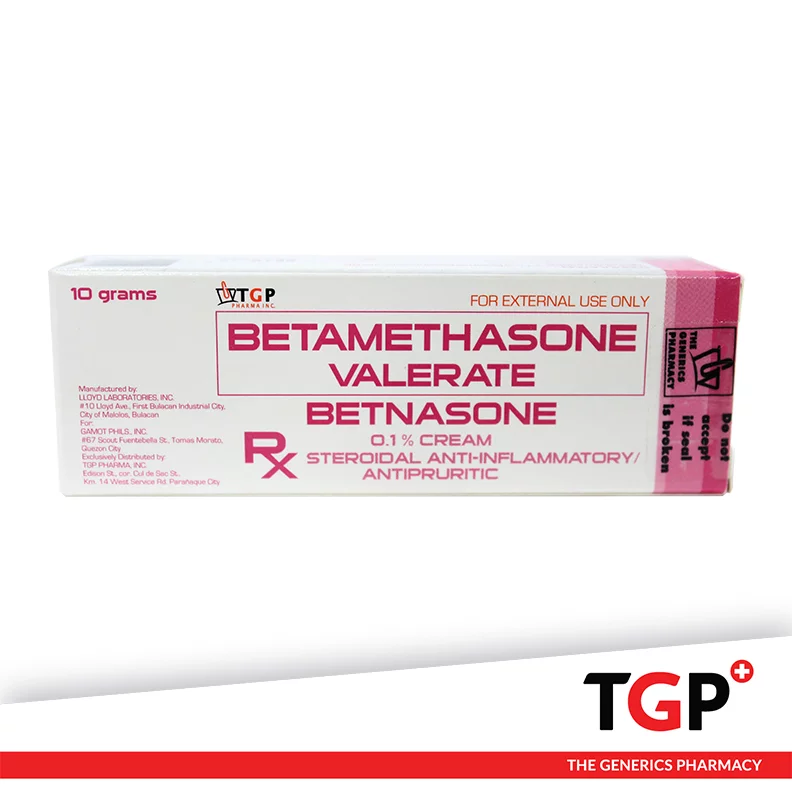 10 grams
TGP
PHARMA INC.
FOR EXTERNAL USE ONLY
BETAMETHASONE
VALERATE
BETNASONE
Rx
0.1% CREAM
STEROIDAL ANTI-INFLAMMATORY/
ANTIPRURITIC
Manufactured by:
LLOYD LABORATORIES, INC.
#10 Lloyd Ave., First Bulacan Industrial City,
City of Malolos, Bulacan
For:
GAMOT PHILS., INC.
#67 Scout Fuentebella St., Tomas Morato,
Quezon City
Exclusively Distributed by:
TGP PHARMA, INC.
Edison St., cor. Cul de Sac St.,
Km. 14 West Service Rd. Parañaque City
THE
GENERICS
PHARMACY
Do not
accept
if seal
is broken
TGP
THE GENERICS PHARMACY